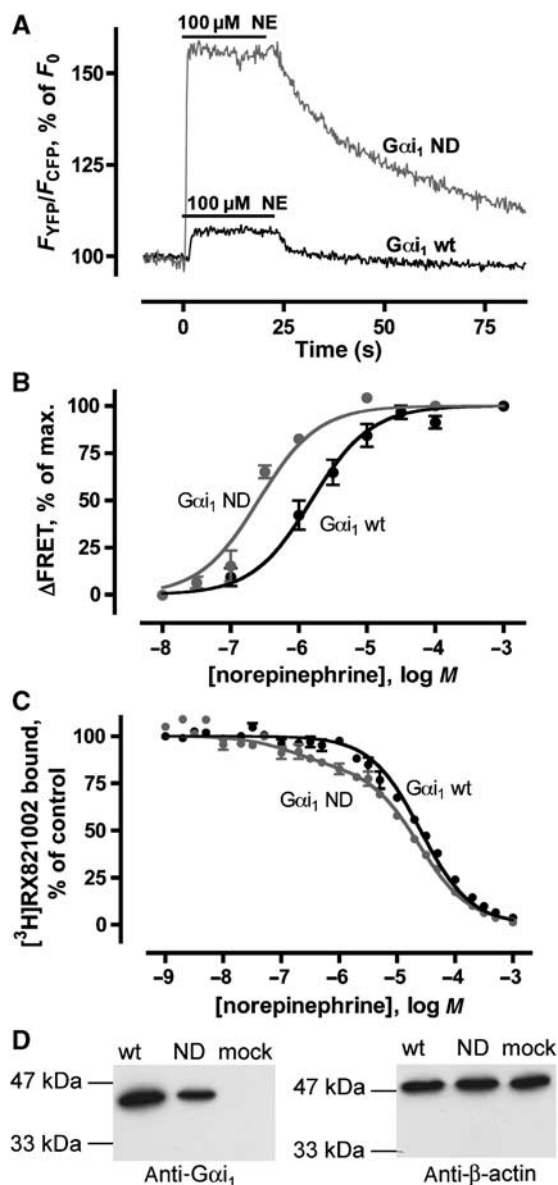 A
100 µM NE
150
Gαi₁ ND
F_YFP/F_CFP, % of F₀
100 µM NE
Gαi₁ wt
100
0 25 50 75
Time (s)
B
100
75
50
25
0
ΔFRET, % of max.
Gαi₁ ND
Gαi₁ wt
–8 –7 –6 –5 –4 –3
[norepinephrine], log M
C
100
75
50
25
0
[³H]RX821002 bound,
% of control
Gαi₁ wt
Gαi₁ ND
–9 –8 –7 –6 –5 –4 –3
[norepinephrine], log M
D
wt ND mock
47 kDa
33 kDa
Anti-Gαi₁
wt ND mock
47 kDa
33 kDa
Anti-β-actin